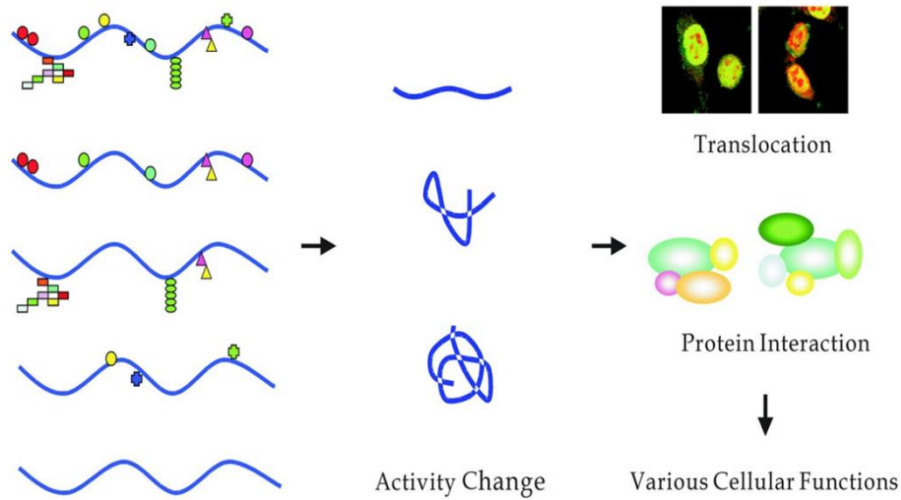 Translocation
Protein Interaction
Activity Change
Various Cellular Functions